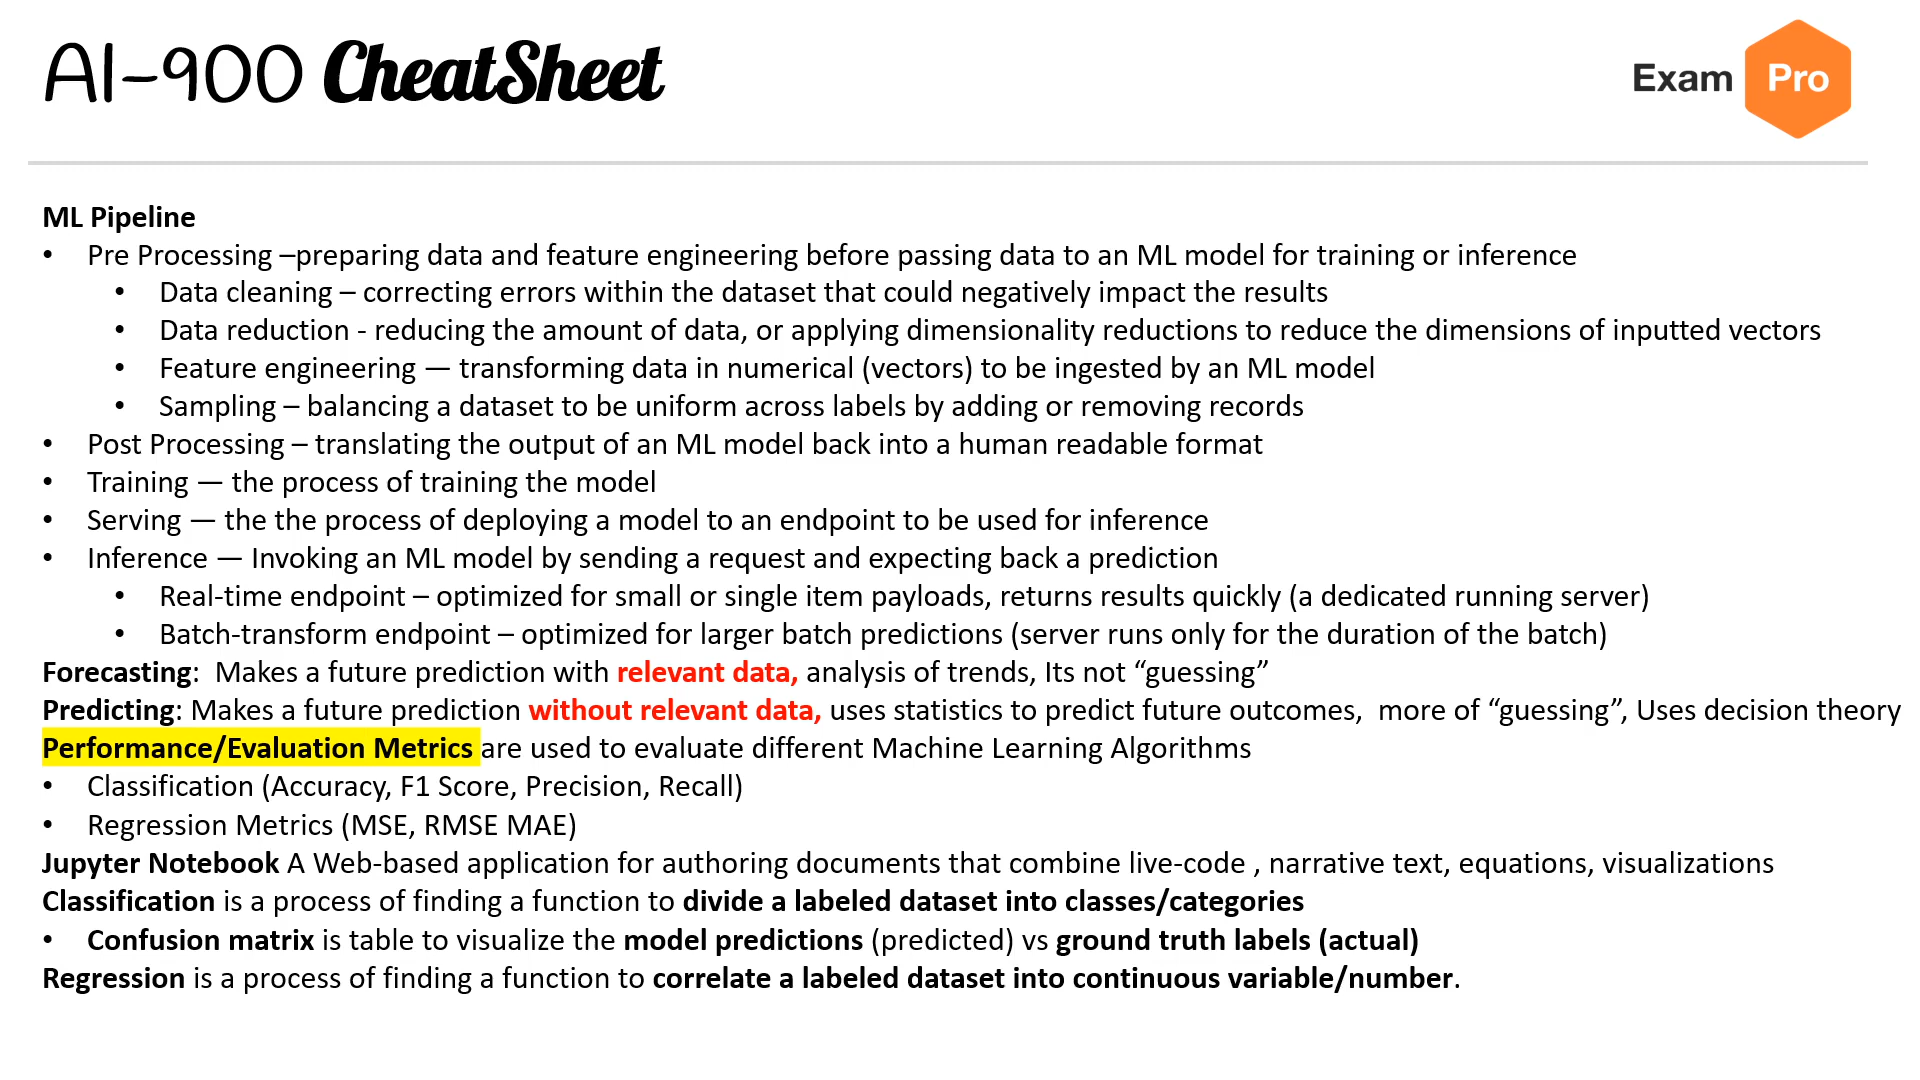 AI-900 CheatSheet
Exam Pro
ML Pipeline
• Pre Processing –preparing data and feature engineering before passing data to an ML model for training or inference
• Data cleaning – correcting errors within the dataset that could negatively impact the results
• Data reduction - reducing the amount of data, or applying dimensionality reductions to reduce the dimensions of inputted vectors
• Feature engineering — transforming data in numerical (vectors) to be ingested by an ML model
• Sampling – balancing a dataset to be uniform across labels by adding or removing records
• Post Processing – translating the output of an ML model back into a human readable format
• Training — the process of training the model
• Serving — the the process of deploying a model to an endpoint to be used for inference
• Inference — Invoking an ML model by sending a request and expecting back a prediction
• Real-time endpoint – optimized for small or single item payloads, returns results quickly (a dedicated running server)
• Batch-transform endpoint – optimized for larger batch predictions (server runs only for the duration of the batch)
Forecasting:  Makes a future prediction with relevant data, analysis of trends, Its not “guessing”
Predicting: Makes a future prediction without relevant data, uses statistics to predict future outcomes,  more of “guessing”, Uses decision theory
Performance/Evaluation Metrics are used to evaluate different Machine Learning Algorithms
• Classification (Accuracy, F1 Score, Precision, Recall)
• Regression Metrics (MSE, RMSE MAE)
Jupyter Notebook A Web-based application for authoring documents that combine live-code , narrative text, equations, visualizations
Classification is a process of finding a function to divide a labeled dataset into classes/categories
• Confusion matrix is table to visualize the model predictions (predicted) vs ground truth labels (actual)
Regression is a process of finding a function to correlate a labeled dataset into continuous variable/number.